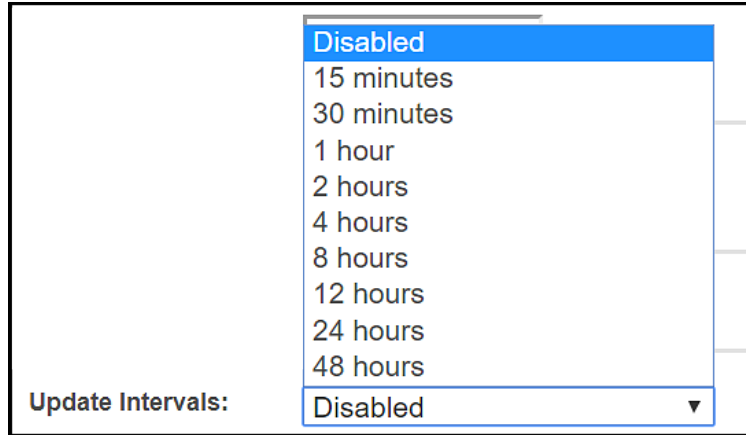 Disabled
15 minutes
30 minutes
1 hour
2 hours
4 hours
8 hours
12 hours
24 hours
48 hours
Update Intervals: Disabled